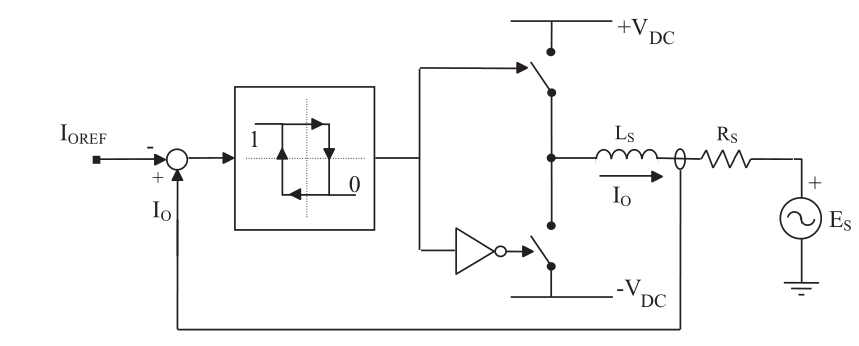 +V_DC
I_OREF
-
1
L_S
R_S
+
0
I_O
I_O
+
E_S
-V_DC